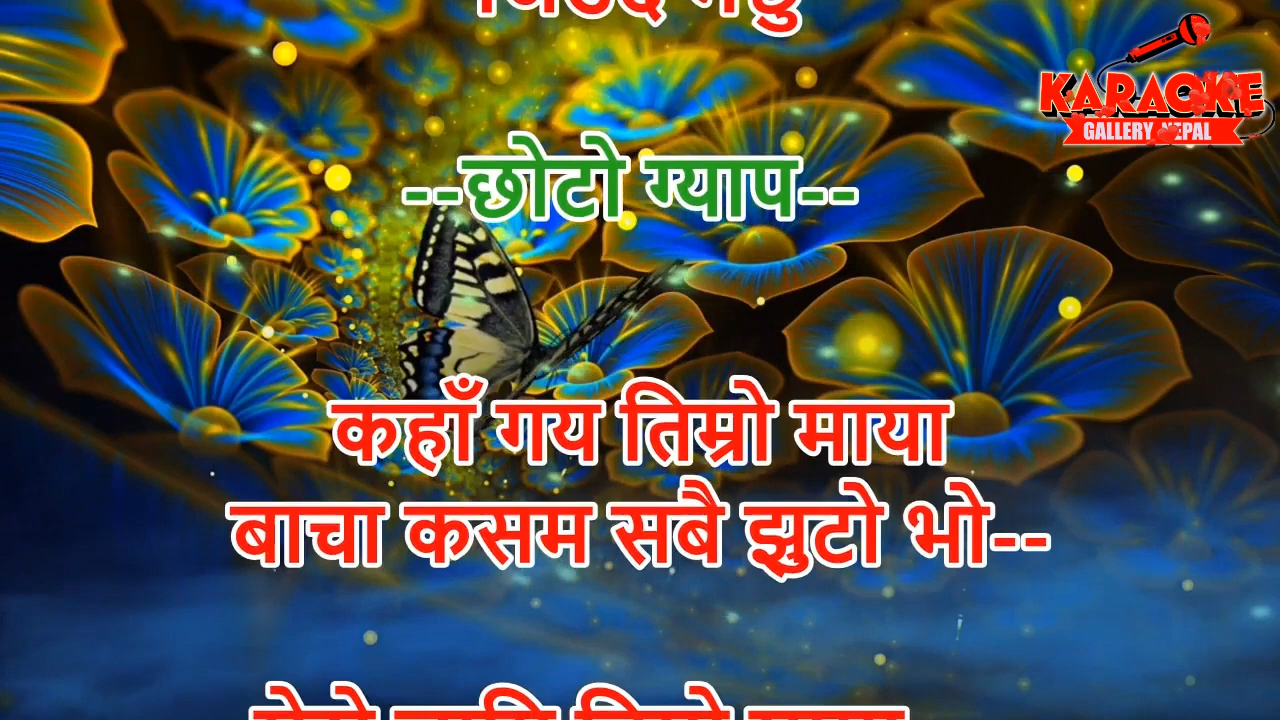 KARAOKE
GALLERY NEPAL
--छोटो ग्याप--
कहाँ गय तिम्रो माया
बाचा कसम सबै झुटो भो--